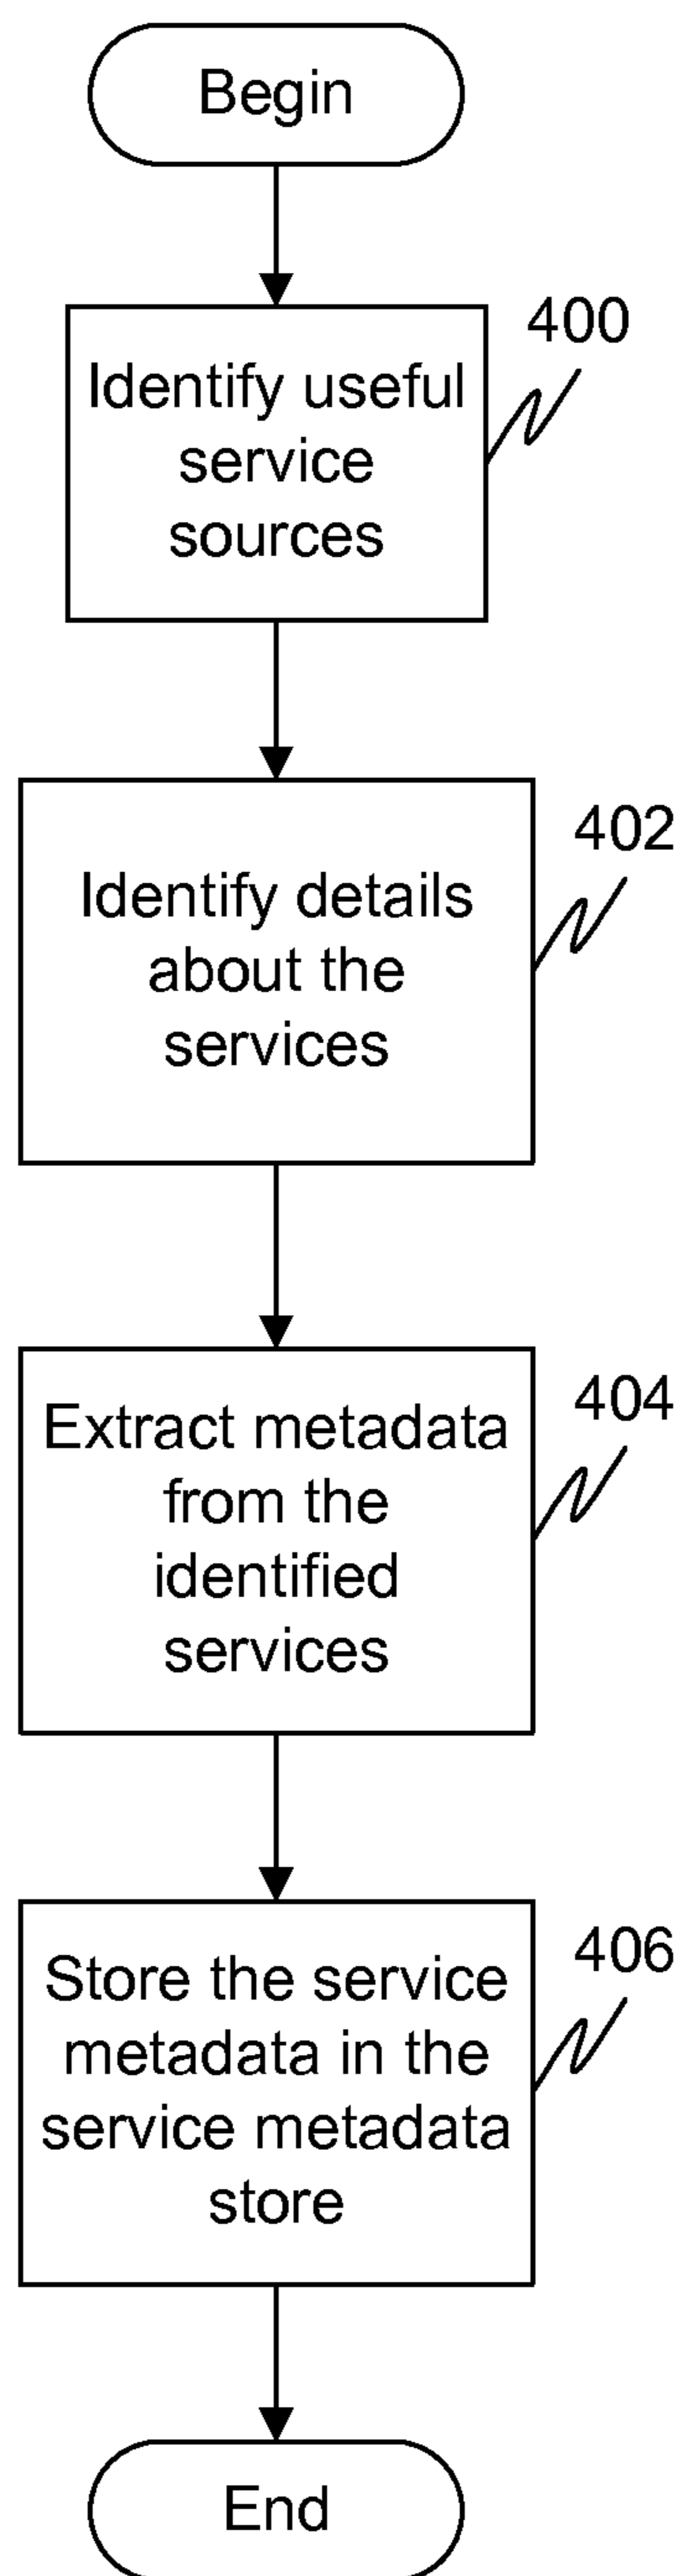 Begin
400
Identify useful
service
sources
402
Identify details
about the
services
404
Extract metadata
from the
identified
services
406
Store the service
metadata in the
service metadata
store
End